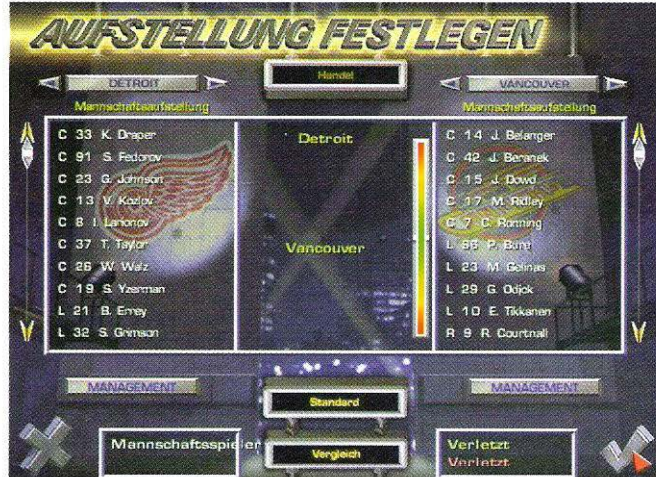 AUFSTELLUNG FESTLEGEN
DETROIT
Handel
VANCOUVER
Mannschaftsaufstellung
Mannschaftsaufstellung
C 33 K. Draper
C 91 S. Fedorov
C 23 G. Johnson
C 13 V. Kozlov
C 8 I. Larionov
C 37 T. Taylor
C 26 W. Walz
C 19 S. Yzerman
L 21 B. Errey
L 32 S. Grimson
Detroit
Vancouver
C 14 J. Belanger
C 42 J. Beranek
C 15 J. Dowd
C 17 M. Ridley
C 7 C. Ronning
L 96 P. Bure
L 23 M. Gelinas
L 29 G. Odjick
L 10 E. Tikkanen
R 9 R. Courtnall
MANAGEMENT
Standard
MANAGEMENT
Mannschaftsspieler
Vergleich
Verletzt
Verletzt